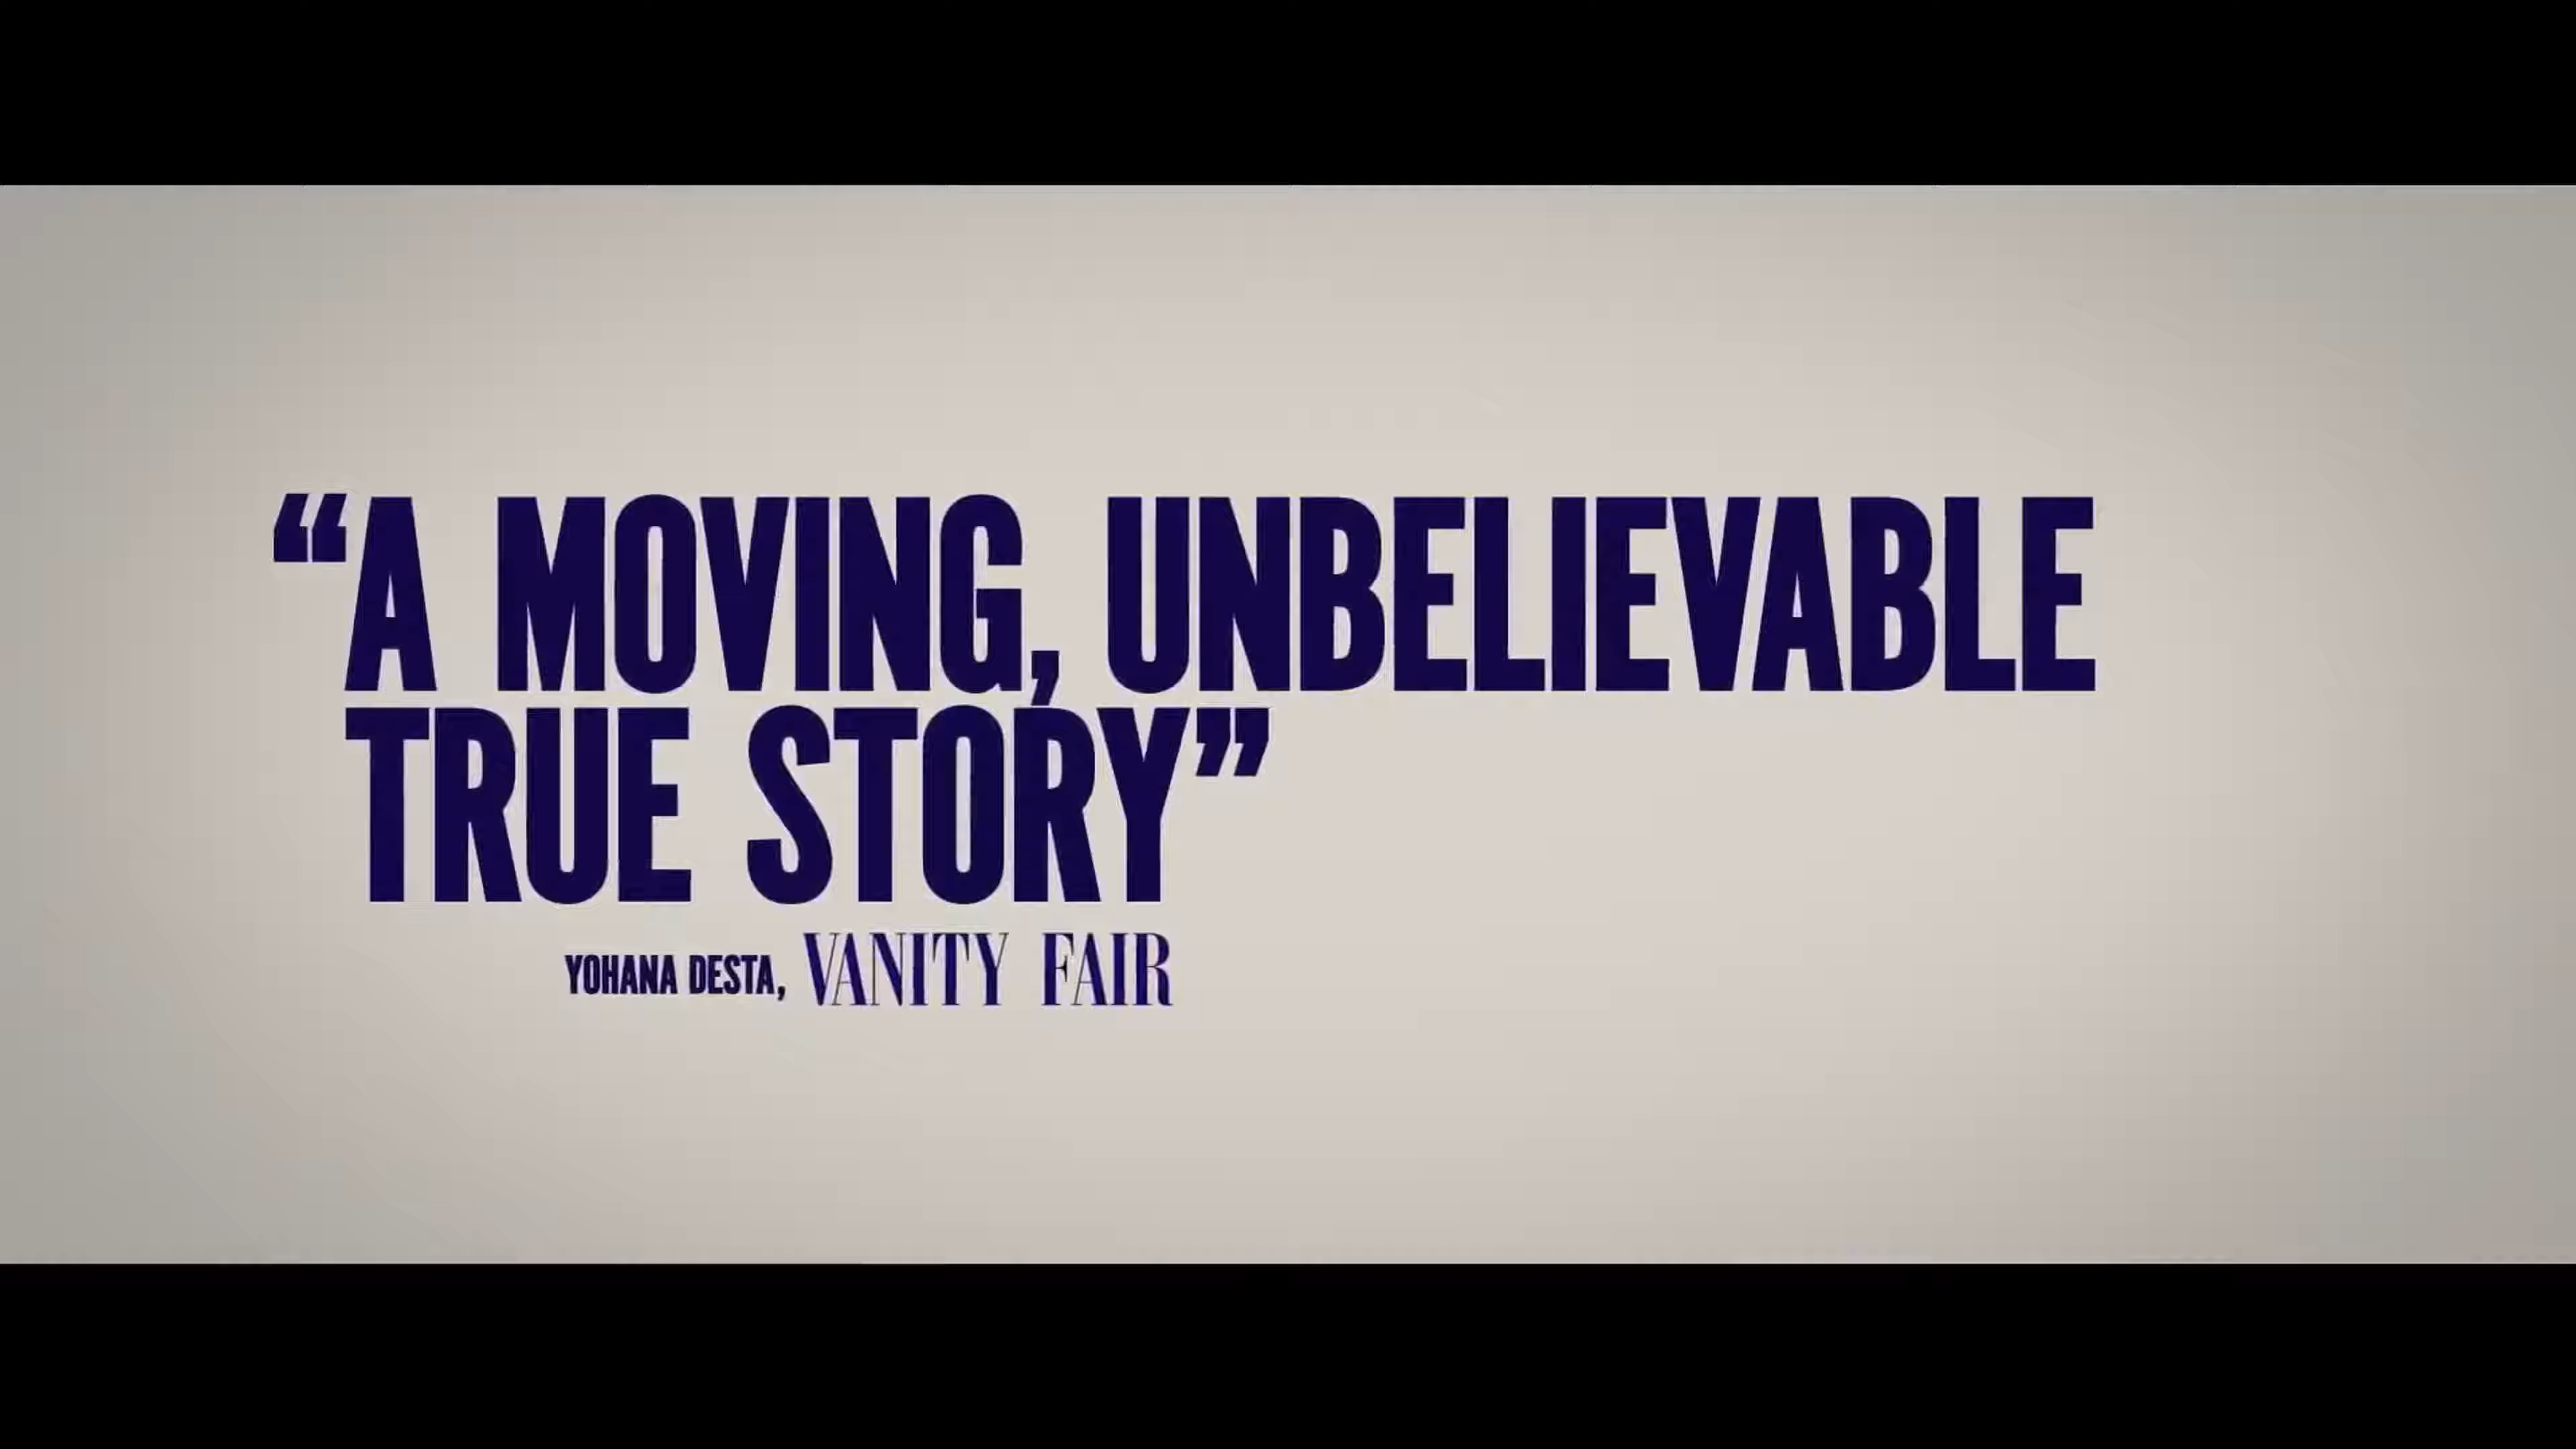 “A MOVING, UNBELIEVABLE
TRUE STORY”
YOHANA DESTA, VANITY FAIR